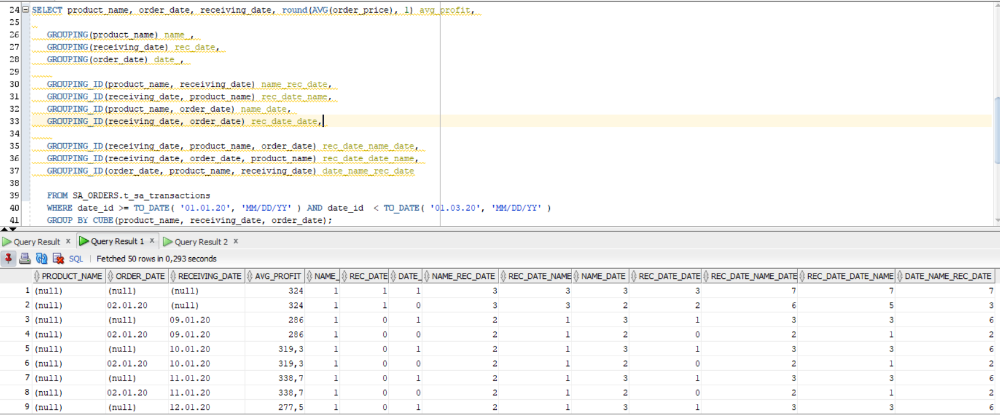 24 SELECT product_name, order_date, receiving_date, round(AVG(order_price), 1) avg_profit,
25
26 GROUPING(product_name) name_,
27 GROUPING(receiving_date) rec_date,
28 GROUPING(order_date) date_,
29
30 GROUPING_ID(product_name, receiving_date) name_rec_date,
31 GROUPING_ID(receiving_date, product_name) rec_date_name,
32 GROUPING_ID(product_name, order_date) name_date,
33 GROUPING_ID(receiving_date, order_date) rec_date_date,
34
35 GROUPING_ID(receiving_date, product_name, order_date) rec_date_name_date,
36 GROUPING_ID(receiving_date, order_date, product_name) rec_date_date_name,
37 GROUPING_ID(order_date, product_name, receiving_date) date_name_rec_date
38
39 FROM SA_ORDERS.t_sa_transactions
40 WHERE date_id >= TO_DATE( '01.01.20', 'MM/DD/YY' ) AND date_id < TO_DATE( '01.03.20', 'MM/DD/YY' )
41 GROUP BY CUBE(product_name, receiving_date, order_date);
Query Result x Query Result 1 x Query Result 2 x
SQL | Fetched 50 rows in 0,293 seconds
PRODUCT_NAME ORDER_DATE RECEIVING_DATE AVG_PROFIT NAME_ REC_DATE DATE_ NAME_REC_DATE REC_DATE_NAME NAME_DATE REC_DATE_DATE REC_DATE_NAME_DATE REC_DATE_DATE_NAME DATE_NAME_REC_DATE
1 (null) (null) (null) 324 1 1 1 3 3 3 3 7 7 7
2 (null) 02.01.20 (null) 324 1 1 0 3 3 2 2 6 5 3
3 (null) (null) 09.01.20 286 1 0 1 2 1 3 1 3 3 6
4 (null) 02.01.20 09.01.20 286 1 0 0 2 1 2 0 2 1 2
5 (null) (null) 10.01.20 319,3 1 0 1 2 1 3 1 3 3 6
6 (null) 02.01.20 10.01.20 319,3 1 0 0 2 1 2 0 2 1 2
7 (null) (null) 11.01.20 338,7 1 0 1 2 1 3 1 3 3 6
8 (null) 02.01.20 11.01.20 338,7 1 0 0 2 1 2 0 2 1 2
9 (null) (null) 12.01.20 277,5 1 0 1 2 1 3 1 3 3 6